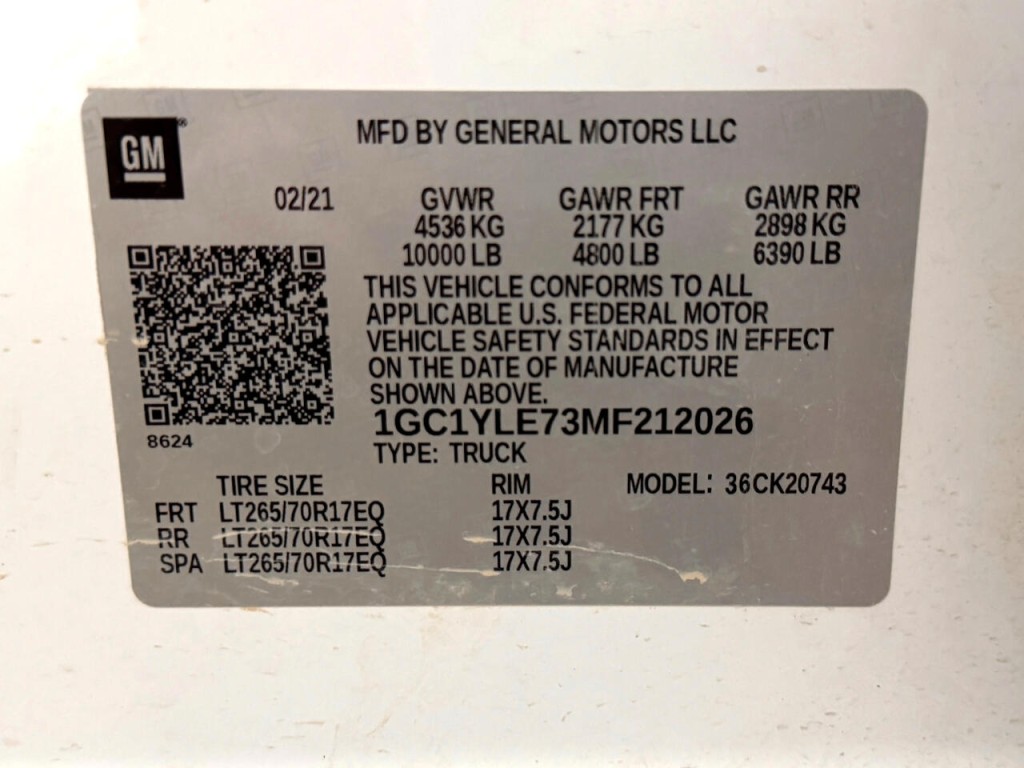 GM®
MFD BY GENERAL MOTORS LLC
02/21 GVWR GAWR FRT GAWR RR
4536 KG 2177 KG 2898 KG
10000 LB 4800 LB 6390 LB
THIS VEHICLE CONFORMS TO ALL
APPLICABLE U.S. FEDERAL MOTOR
VEHICLE SAFETY STANDARDS IN EFFECT
ON THE DATE OF MANUFACTURE
SHOWN ABOVE.
1GC1YLE73MF212026
8624
TYPE: TRUCK
TIRE SIZE RIM MODEL: 36CK20743
FRT LT265/70R17EQ 17X7.5J
RR LT265/70R17EQ 17X7.5J
SPA LT265/70R17EQ 17X7.5J